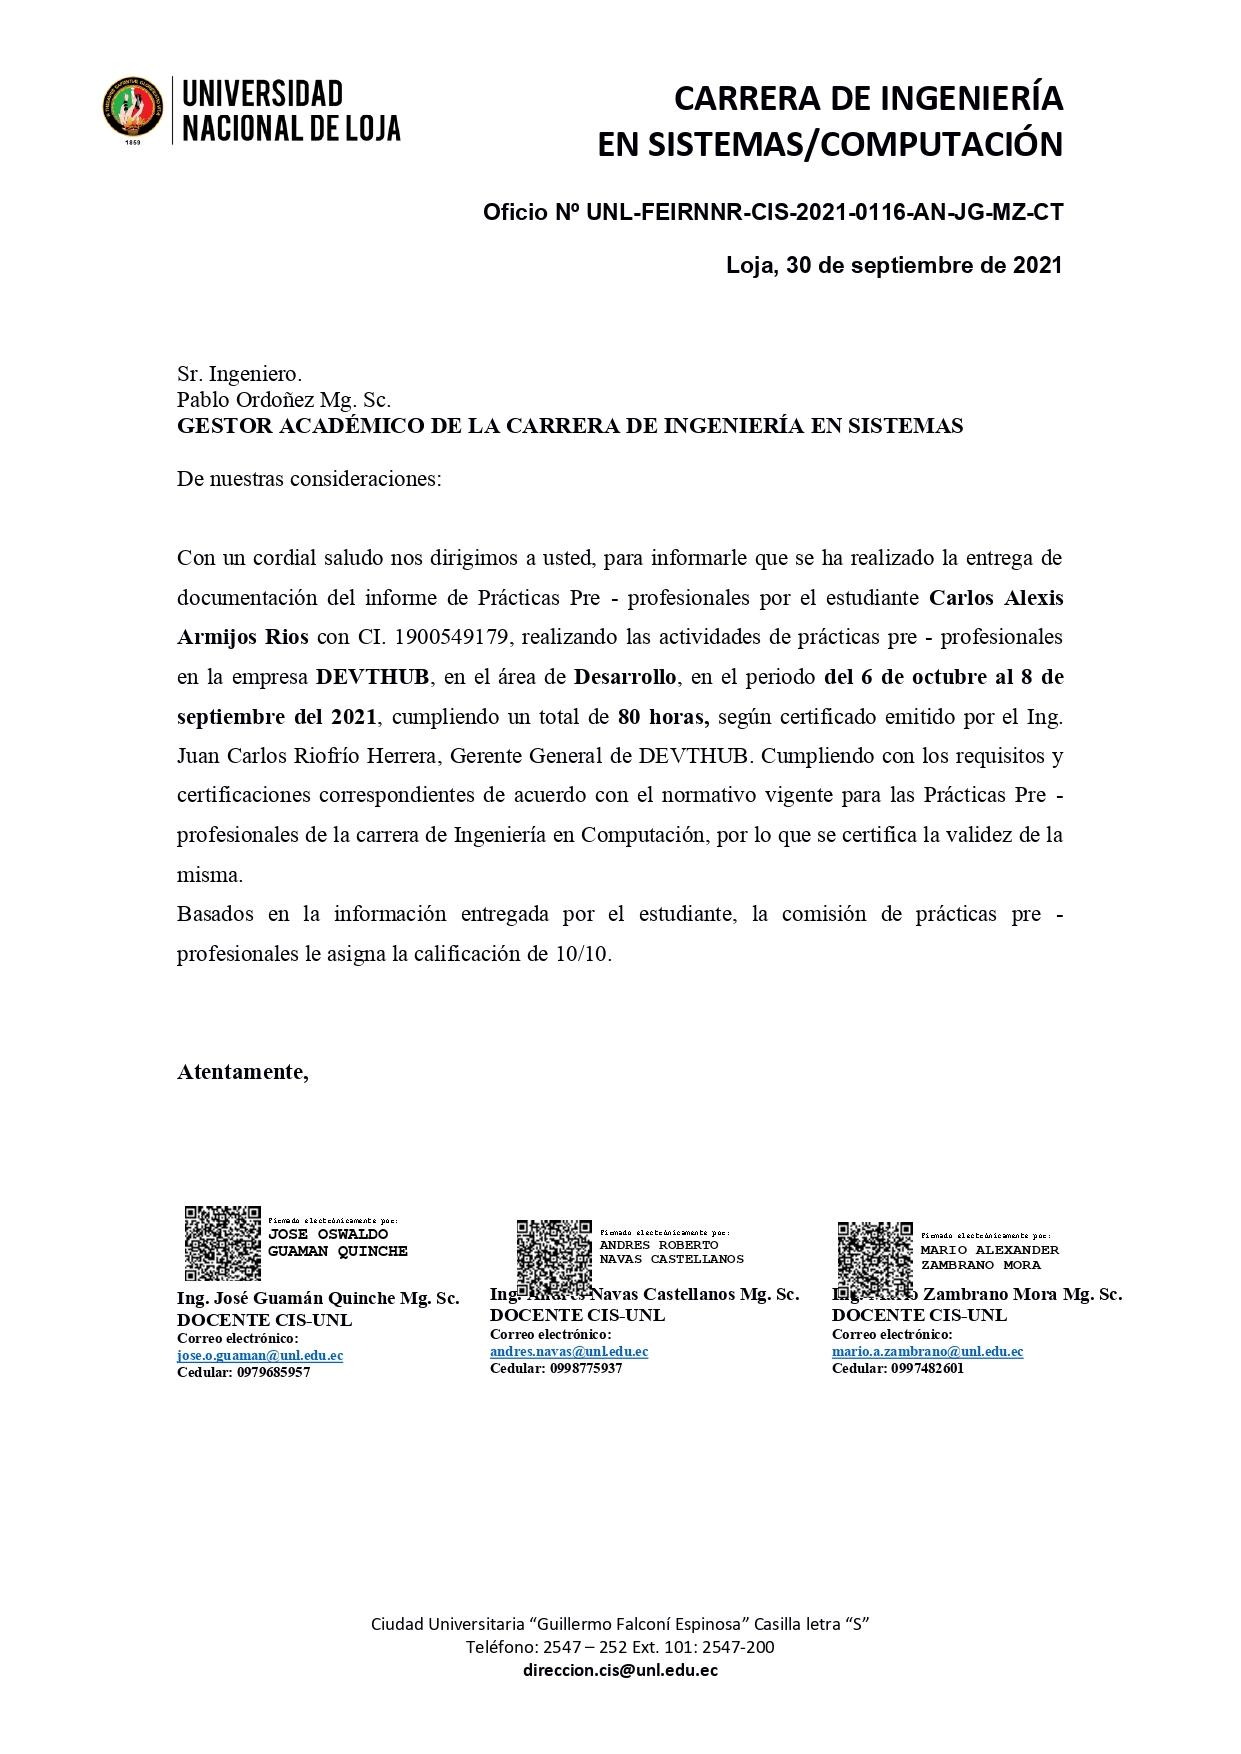 UNIVERSIDAD
NACIONAL DE LOJA
1859
CARRERA DE INGENIERÍA
EN SISTEMAS/COMPUTACIÓN
Oficio Nº UNL-FEIRNNR-CIS-2021-0116-AN-JG-MZ-CT
Loja, 30 de septiembre de 2021
Sr. Ingeniero.
Pablo Ordoñez Mg. Sc.
GESTOR ACADÉMICO DE LA CARRERA DE INGENIERÍA EN SISTEMAS
De nuestras consideraciones:
Con un cordial saludo nos dirigimos a usted, para informarle que se ha realizado la entrega de
documentación del informe de Prácticas Pre - profesionales por el estudiante Carlos Alexis
Armijos Rios con CI. 1900549179, realizando las actividades de prácticas pre - profesionales
en la empresa DEVTHUB, en el área de Desarrollo, en el periodo del 6 de octubre al 8 de
septiembre del 2021, cumpliendo un total de 80 horas, según certificado emitido por el Ing.
Juan Carlos Riofrío Herrera, Gerente General de DEVTHUB. Cumpliendo con los requisitos y
certificaciones correspondientes de acuerdo con el normativo vigente para las Prácticas Pre -
profesionales de la carrera de Ingeniería en Computación, por lo que se certifica la validez de la
misma.
Basados en la información entregada por el estudiante, la comisión de prácticas pre -
profesionales le asigna la calificación de 10/10.
Atentamente,
Firmado electrónicamente por:
JOSE OSWALDO
GUAMAN QUINCHE
Ing. José Guamán Quinche Mg. Sc.
DOCENTE CIS-UNL
Correo electrónico:
jose.o.guaman@unl.edu.ec
Cedular: 0979685957
Firmado electrónicamente por:
ANDRES ROBERTO
NAVAS CASTELLANOS
Ing. Andrés Navas Castellanos Mg. Sc.
DOCENTE CIS-UNL
Correo electrónico:
andres.navas@unl.edu.ec
Cedular: 0998775937
Firmado electrónicamente por:
MARIO ALEXANDER
ZAMBRANO MORA
Ing. Mario Zambrano Mora Mg. Sc.
DOCENTE CIS-UNL
Correo electrónico:
mario.a.zambrano@unl.edu.ec
Cedular: 0997482601
Ciudad Universitaria “Guillermo Falconí Espinosa” Casilla letra “S”
Teléfono: 2547 – 252 Ext. 101: 2547-200
direccion.cis@unl.edu.ec